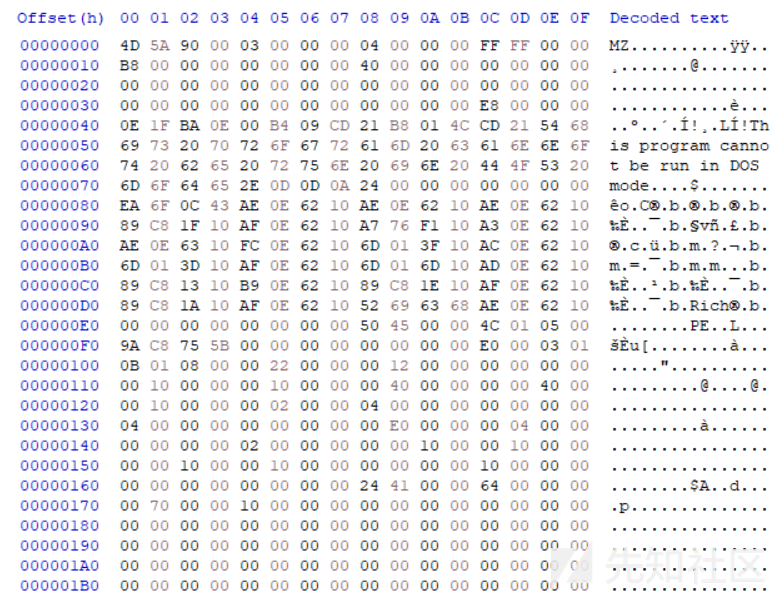 Offset(h) 00 01 02 03 04 05 06 07 08 09 0A 0B 0C 0D 0E 0F Decoded text
00000000 4D 5A 90 00 03 00 00 00 04 00 00 00 FF FF 00 00 MZ..........ÿÿ..
00000010 B8 00 00 00 00 00 00 00 40 00 00 00 00 00 00 00 ¸.......@.......
00000020 00 00 00 00 00 00 00 00 00 00 00 00 00 00 00 00 ................
00000030 00 00 00 00 00 00 00 00 00 00 00 00 E8 00 00 00 ............è...
00000040 0E 1F BA 0E 00 B4 09 CD 21 B8 01 4C CD 21 54 68 ..º..´.Í!¸.LÍ!Th
00000050 69 73 20 70 72 6F 67 72 61 6D 20 63 61 6E 6E 6F is program canno
00000060 74 20 62 65 20 72 75 6E 20 69 6E 20 44 4F 53 20 t be run in DOS
00000070 6D 6F 64 65 2E 0D 0D 0A 24 00 00 00 00 00 00 00 mode....$.......
00000080 EA 6F 0C 43 AE 0E 62 10 AE 0E 62 10 AE 0E 62 10 êo.C®.b.®.b.®.b.
00000090 89 C8 1F 10 AF 0E 62 10 A7 76 F1 10 A3 0E 62 10 ‰È..¯.b.§vñ.£.b.
000000A0 AE 0E 63 10 FC 0E 62 10 6D 01 3F 10 AC 0E 62 10 ®.c.ü.b.m.?.¬.b.
000000B0 6D 01 3D 10 AF 0E 62 10 6D 01 6D 10 AD 0E 62 10 m.=.¯.b.m.m...b.
000000C0 89 C8 13 10 B9 0E 62 10 89 C8 1E 10 AF 0E 62 10 ‰È..¹.b.‰È..¯.b.
000000D0 89 C8 1A 10 AF 0E 62 10 52 69 63 68 AE 0E 62 10 ‰È..¯.b.Rich®.b.
000000E0 00 00 00 00 00 00 00 00 50 45 00 00 4C 01 05 00 ........PE..L...
000000F0 9A C8 75 5B 00 00 00 00 00 00 00 00 E0 00 03 01 šÈu[........à...
00000100 0B 01 08 00 00 22 00 00 00 12 00 00 00 00 00 00 ....."..........
00000110 00 10 00 00 00 10 00 00 00 40 00 00 00 00 40 00 .........@....@.
00000120 00 10 00 00 00 02 00 00 04 00 00 00 00 00 00 00 ................
00000130 04 00 00 00 00 00 00 00 00 E0 00 00 00 04 00 00 .........à......
00000140 00 00 00 00 02 00 00 00 00 00 10 00 00 10 00 00 ................
00000150 00 00 10 00 00 10 00 00 00 00 00 00 10 00 00 00 ................
00000160 00 00 00 00 00 00 00 00 24 41 00 00 64 00 00 00 ........$A..d...
00000170 00 70 00 00 10 00 00 00 00 00 00 00 00 00 00 00 .p..............
00000180 00 00 00 00 00 00 00 00 00 00 00 00 00 00 00 00 ................
00000190 00 00 00 00 00 00 00 00 00 00 00 00 00 00 00 00 ................
000001A0 00 00 00 00 00 00 00 00 00 00 00 00 00 00 00 00 ................
000001B0 00 00 00 00 00 00 00 00 00 00 00 00 00 00 00 00 ................
先知社区